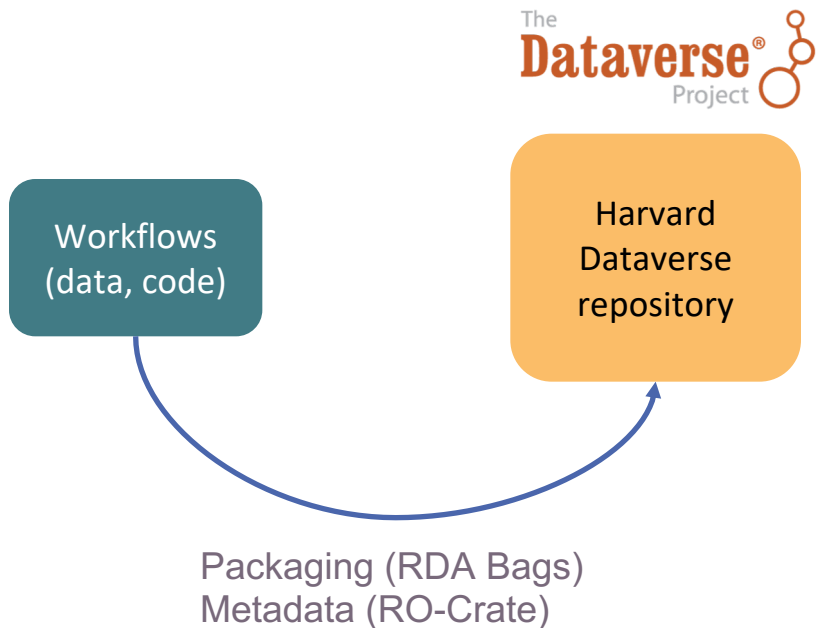 The
Dataverse®
Project
Workflows
(data, code)
Harvard
Dataverse
repository
Packaging (RDA Bags)
Metadata (RO-Crate)